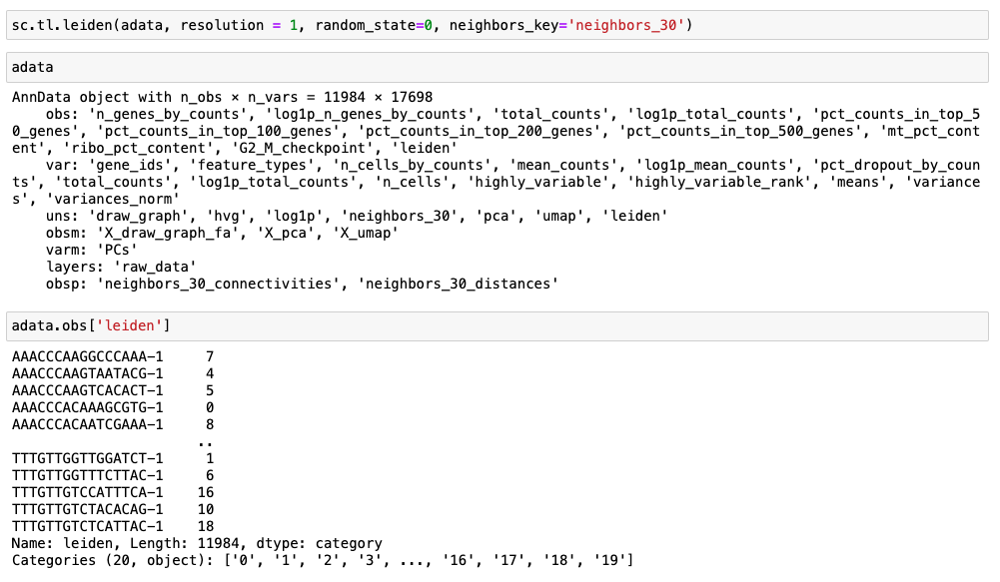 sc.tl.leiden(adata, resolution = 1, random_state=0, neighbors_key='neighbors_30')
adata
AnnData object with n_obs × n_vars = 11984 × 17698
    obs: 'n_genes_by_counts', 'log1p_n_genes_by_counts', 'total_counts', 'log1p_total_counts', 'pct_counts_in_top_5
0_genes', 'pct_counts_in_top_100_genes', 'pct_counts_in_top_200_genes', 'pct_counts_in_top_500_genes', 'mt_pct_cont
ent', 'ribo_pct_content', 'G2_M_checkpoint', 'leiden'
    var: 'gene_ids', 'feature_types', 'n_cells_by_counts', 'mean_counts', 'log1p_mean_counts', 'pct_dropout_by_coun
ts', 'total_counts', 'log1p_total_counts', 'n_cells', 'highly_variable', 'highly_variable_rank', 'means', 'variance
s', 'variances_norm'
    uns: 'draw_graph', 'hvg', 'log1p', 'neighbors_30', 'pca', 'umap', 'leiden'
    obsm: 'X_draw_graph_fa', 'X_pca', 'X_umap'
    varm: 'PCs'
    layers: 'raw_data'
    obsp: 'neighbors_30_connectivities', 'neighbors_30_distances'
adata.obs['leiden']
AAACCCAAGGCCCAAA-1     7
AAACCCAAGTAATACG-1     4
AAACCCAAGTCACACT-1     5
AAACCCACAAAGCGTG-1     0
AAACCCACAATCGAAA-1     8
                      ..
TTTGTTGGTTGGATCT-1     1
TTTGTTGGTTTCTTAC-1     6
TTTGTTGTCCATTTCA-1    16
TTTGTTGTCTACACAG-1    10
TTTGTTGTCTCATTAC-1    18
Name: leiden, Length: 11984, dtype: category
Categories (20, object): ['0', '1', '2', '3', ..., '16', '17', '18', '19']